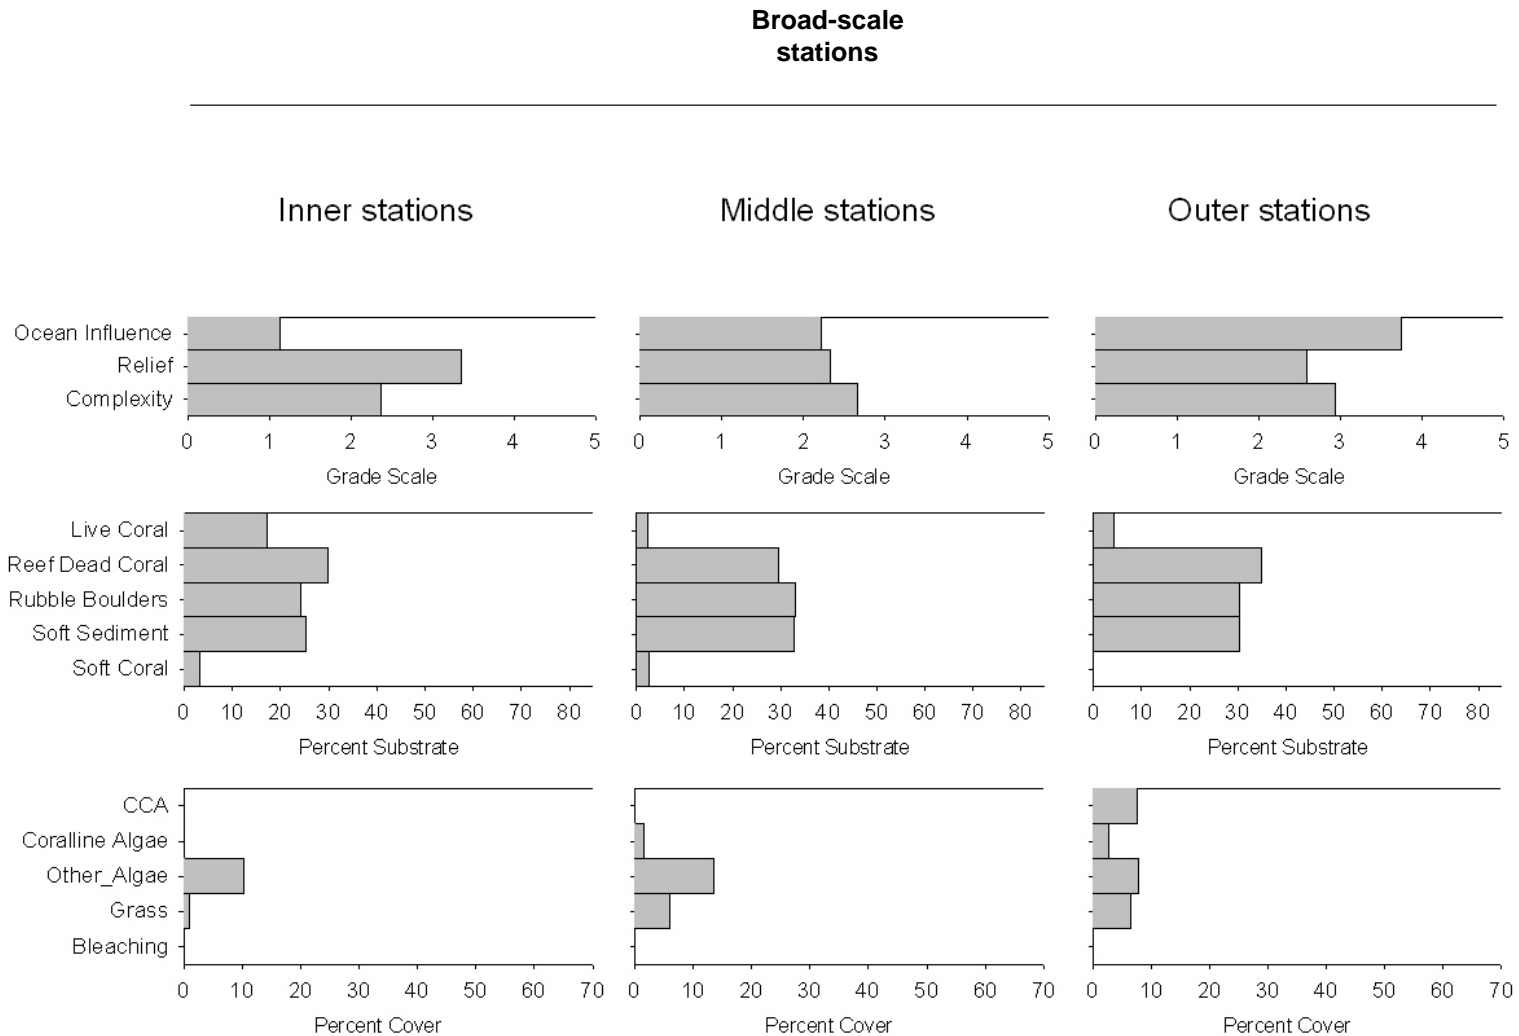 Broad-scale
stations
Inner stations
Middle stations
Outer stations
Ocean Influence
Relief
Complexity
0 1 2 3 4 5
0 1 2 3 4 5
0 1 2 3 4 5
Grade Scale
Grade Scale
Grade Scale
Live Coral
Reef Dead Coral
Rubble Boulders
Soft Sediment
Soft Coral
0 10 20 30 40 50 60 70 80
0 10 20 30 40 50 60 70 80
0 10 20 30 40 50 60 70 80
Percent Substrate
Percent Substrate
Percent Substrate
CCA
Coralline Algae
Other_Algae
Grass
Bleaching
0 10 20 30 40 50 60 70
0 10 20 30 40 50 60 70
0 10 20 30 40 50 60 70
Percent Cover
Percent Cover
Percent Cover